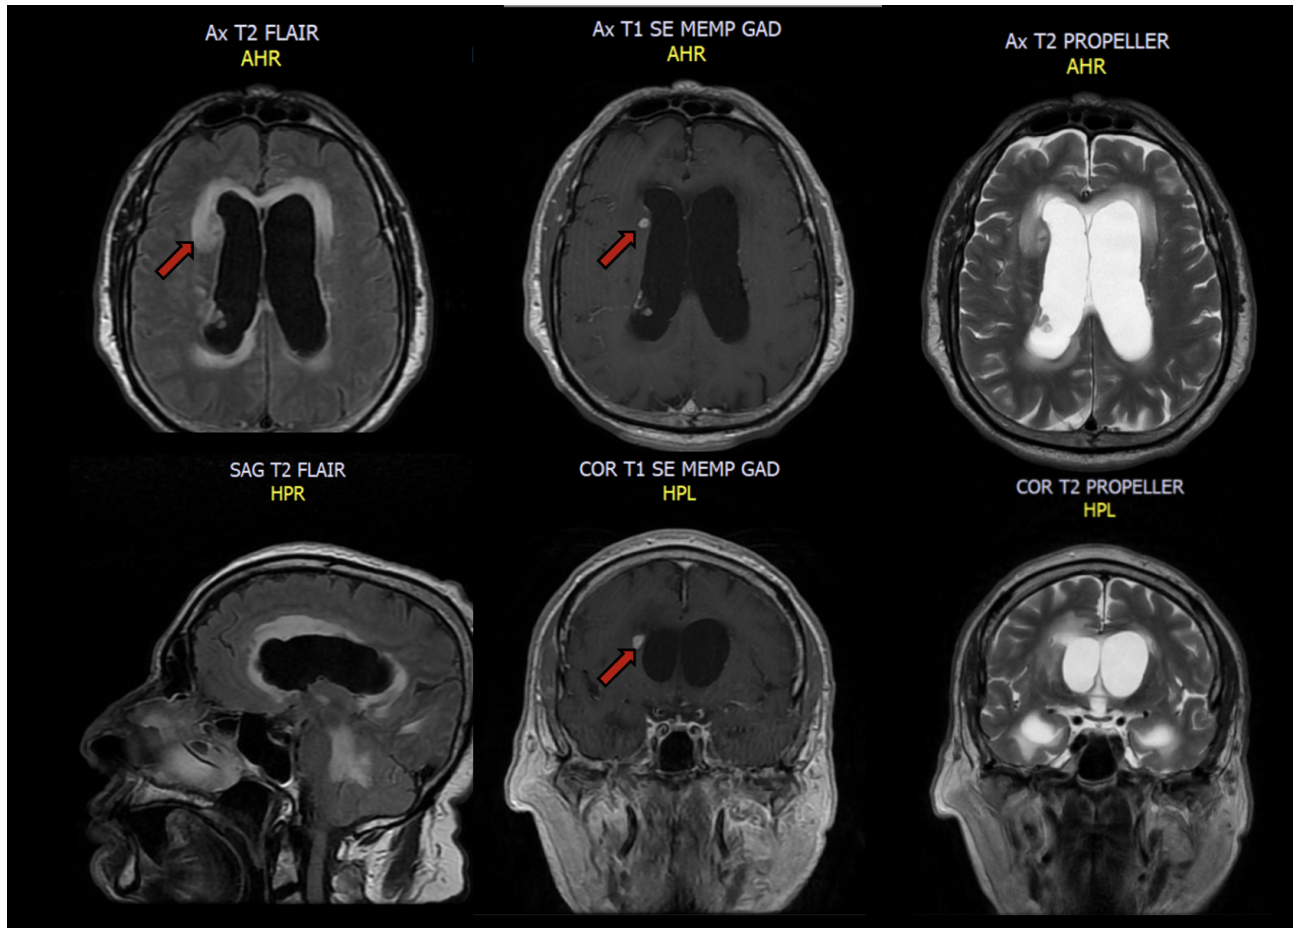 Ax T2 FLAIR
AHR
Ax T1 SE MEMP GAD
AHR
Ax T2 PROPELLER
AHR
SAG T2 FLAIR
HPR
COR T1 SE MEMP GAD
HPL
COR T2 PROPELLER
HPL